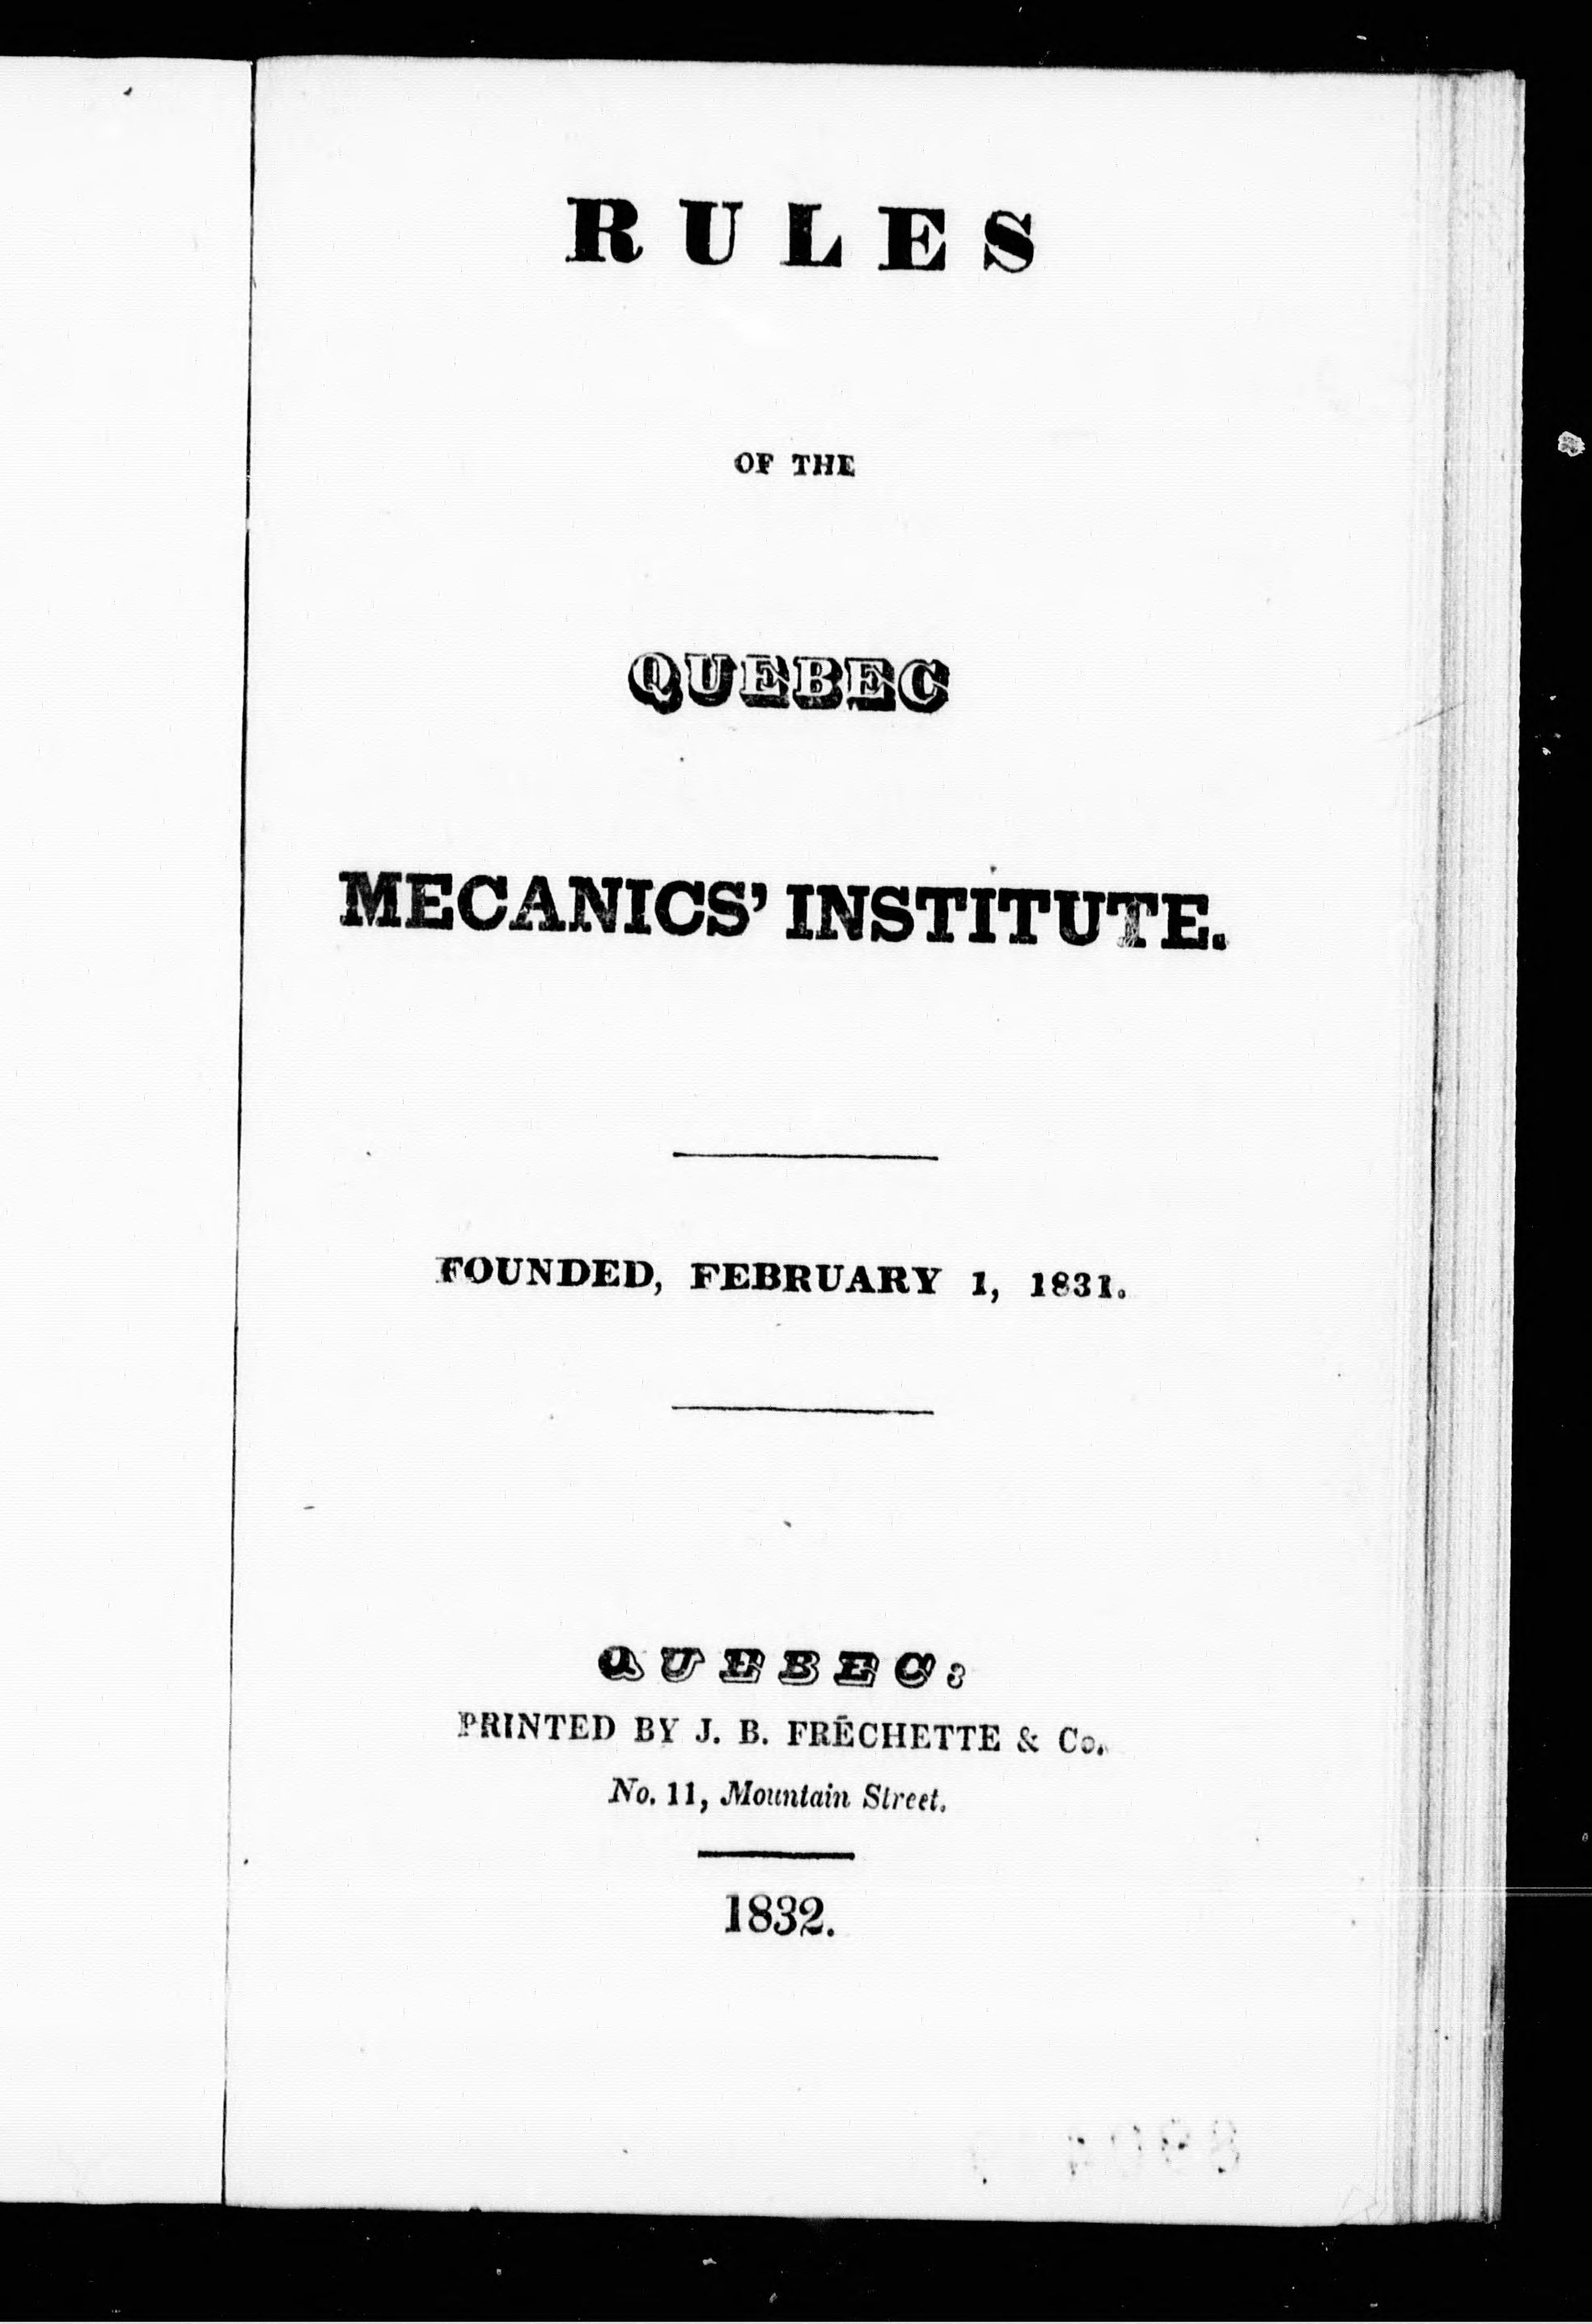 RULES
OF THE
QUEBEC
MECANICS' INSTITUTE.
FOUNDED, FEBRUARY 1, 1831.
QUEBEC:
PRINTED BY J. B. FRÉCHETTE & Co.
No. 11, Mountain Street.
1832.